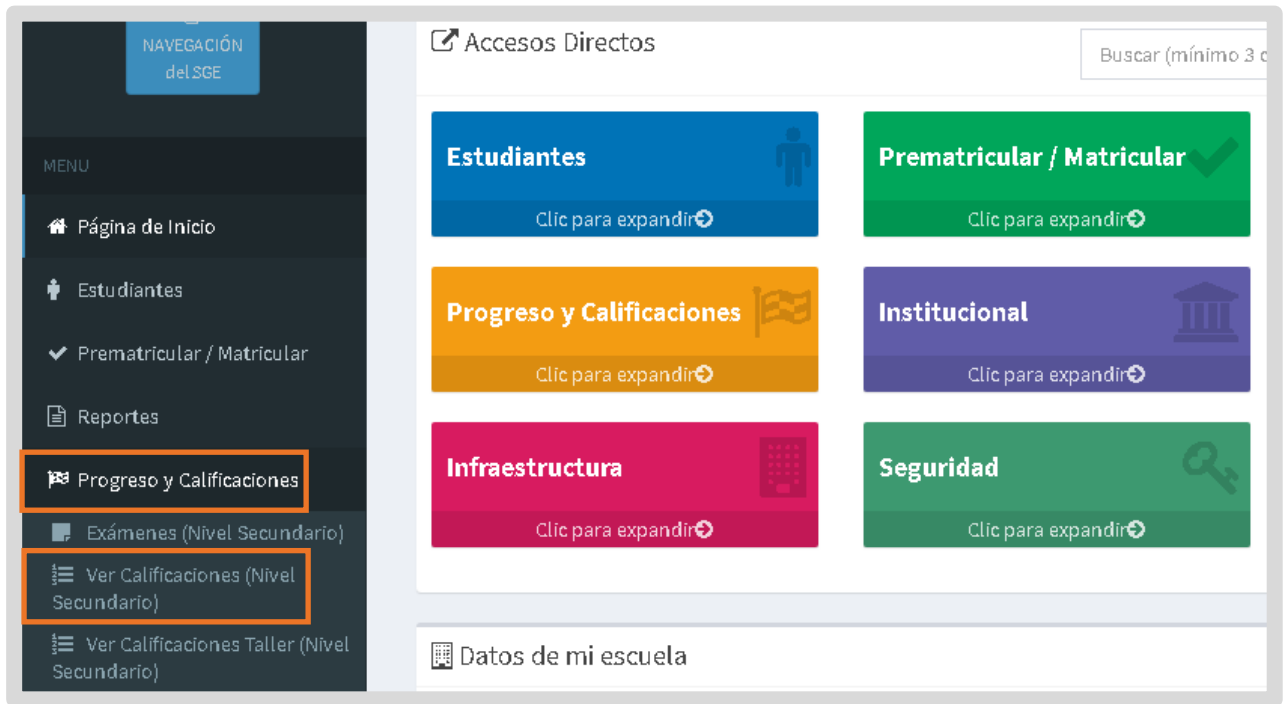 NAVEGACIÓN
del SGE
MENU
Página de Inicio
Estudiantes
Prematricular / Matricular
Reportes
Progreso y Calificaciones
Exámenes (Nivel Secundario)
Ver Calificaciones (Nivel
Secundario)
Ver Calificaciones Taller (Nivel
Secundario)
Accesos Directos
Buscar (mínimo 3 c
Estudiantes
Clic para expandir
Prematricular / Matricular
Clic para expandir
Progreso y Calificaciones
Clic para expandir
Institucional
Clic para expandir
Infraestructura
Clic para expandir
Seguridad
Clic para expandir
Datos de mi escuela